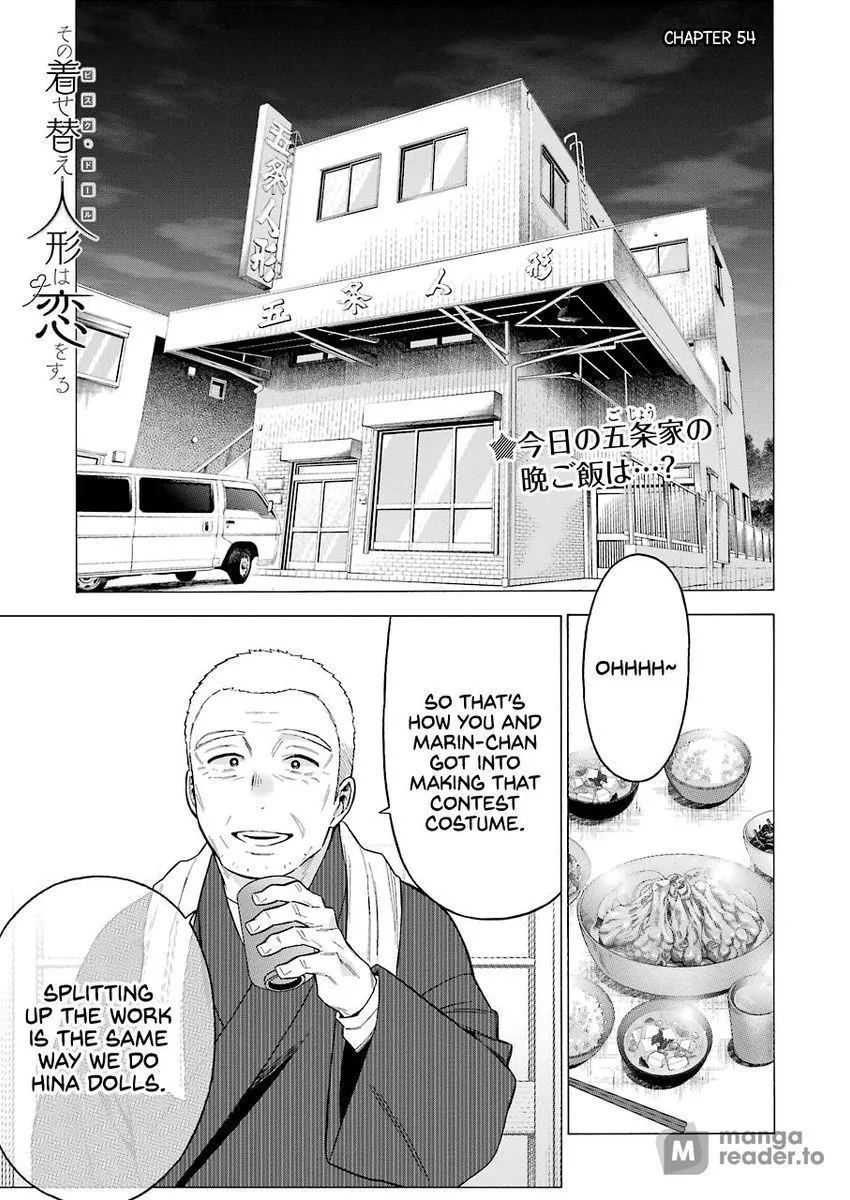 CHAPTER 54
その着せ替え人形は恋をする
ビスク・ドール
五条人形
五条人形
今日の五条家の
ごじょう
晩ご飯は…?
OHHHH~
SO THAT'S
HOW YOU AND
MARIN-CHAN
GOT INTO
MAKING THAT
CONTEST
COSTUME.
SPLITTING
UP THE WORK
IS THE SAME
WAY WE DO
HINA DOLLS.
M manga
reader.to